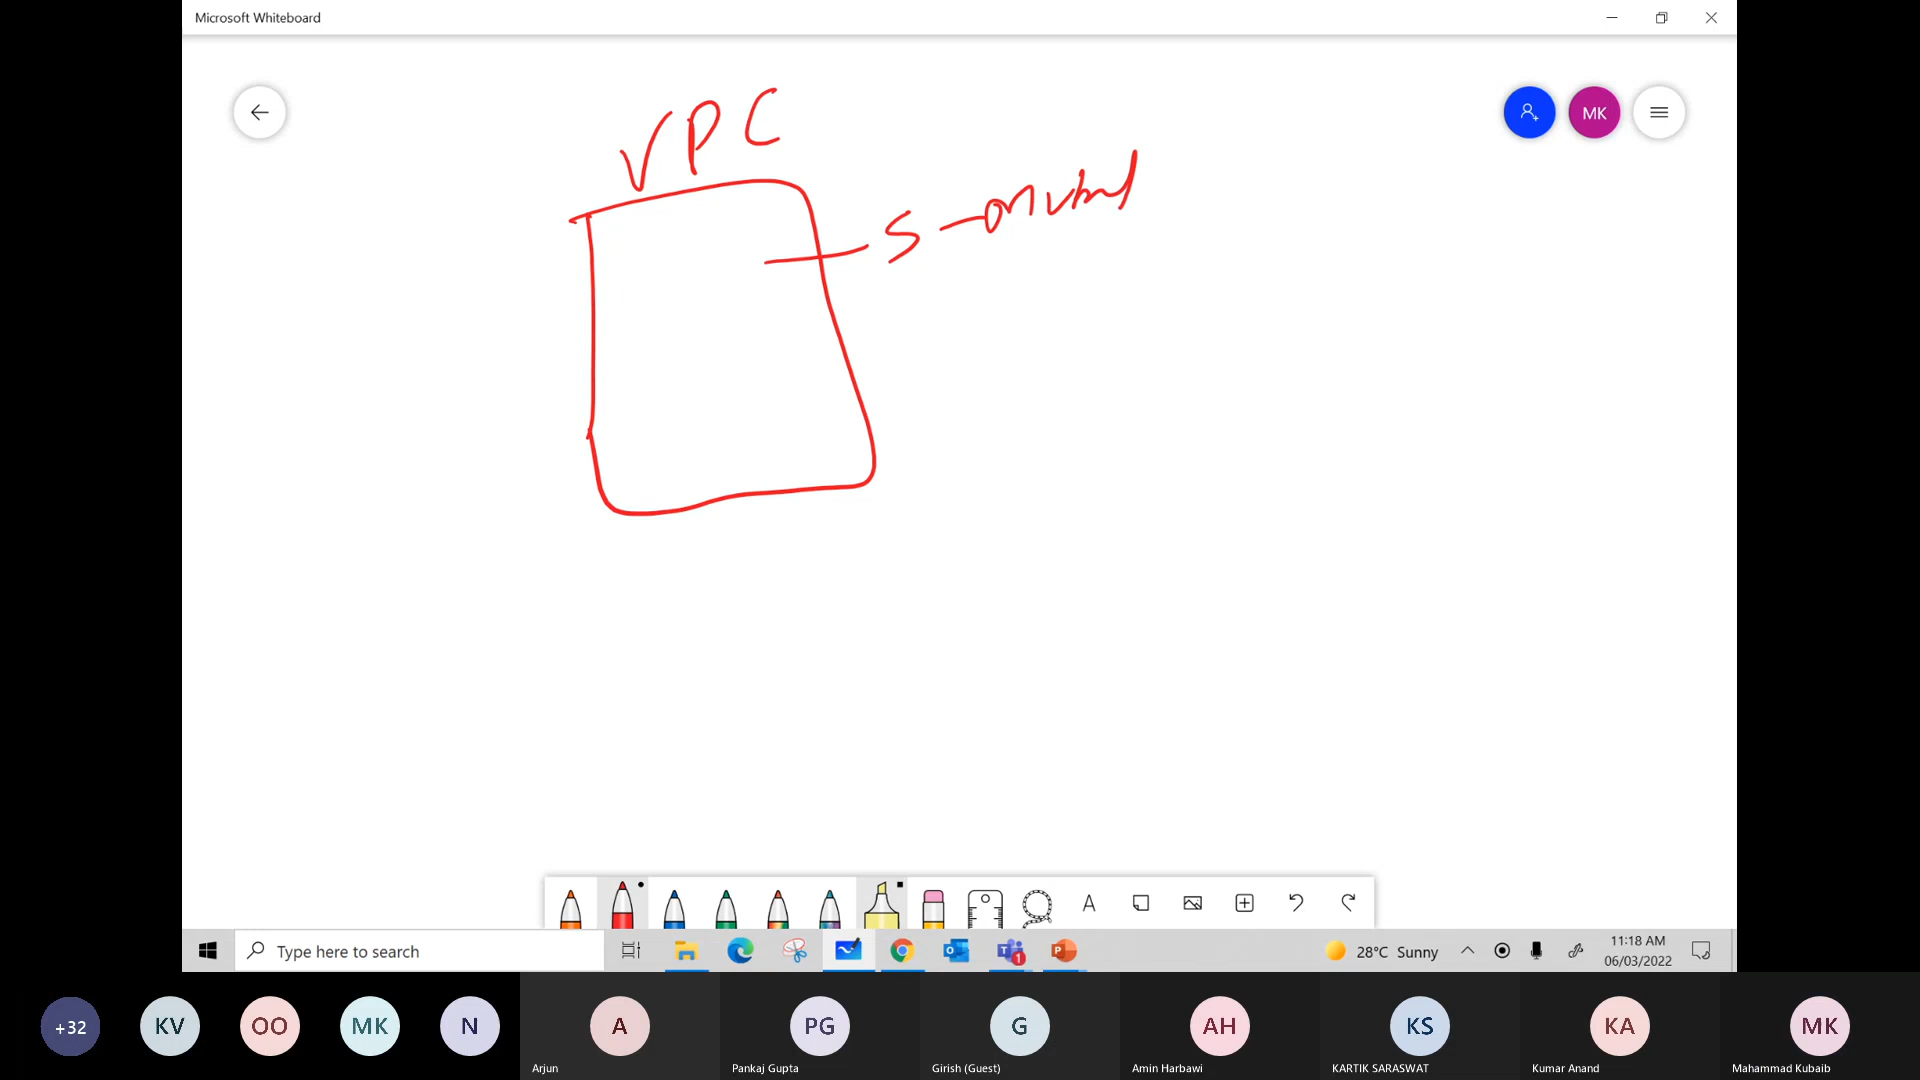 Microsoft Whiteboard
MK
VPC
S
Type here to search
28°C Sunny
11:18 AM
06/03/2022
1
+32
KV
OO
MK
N
A
PG
G
AH
KS
KA
MK
Arjun
Pankaj Gupta
Girish (Guest)
Amin Harbawi
KARTIK SARASWAT
Kumar Anand
Mahammad Kubaib